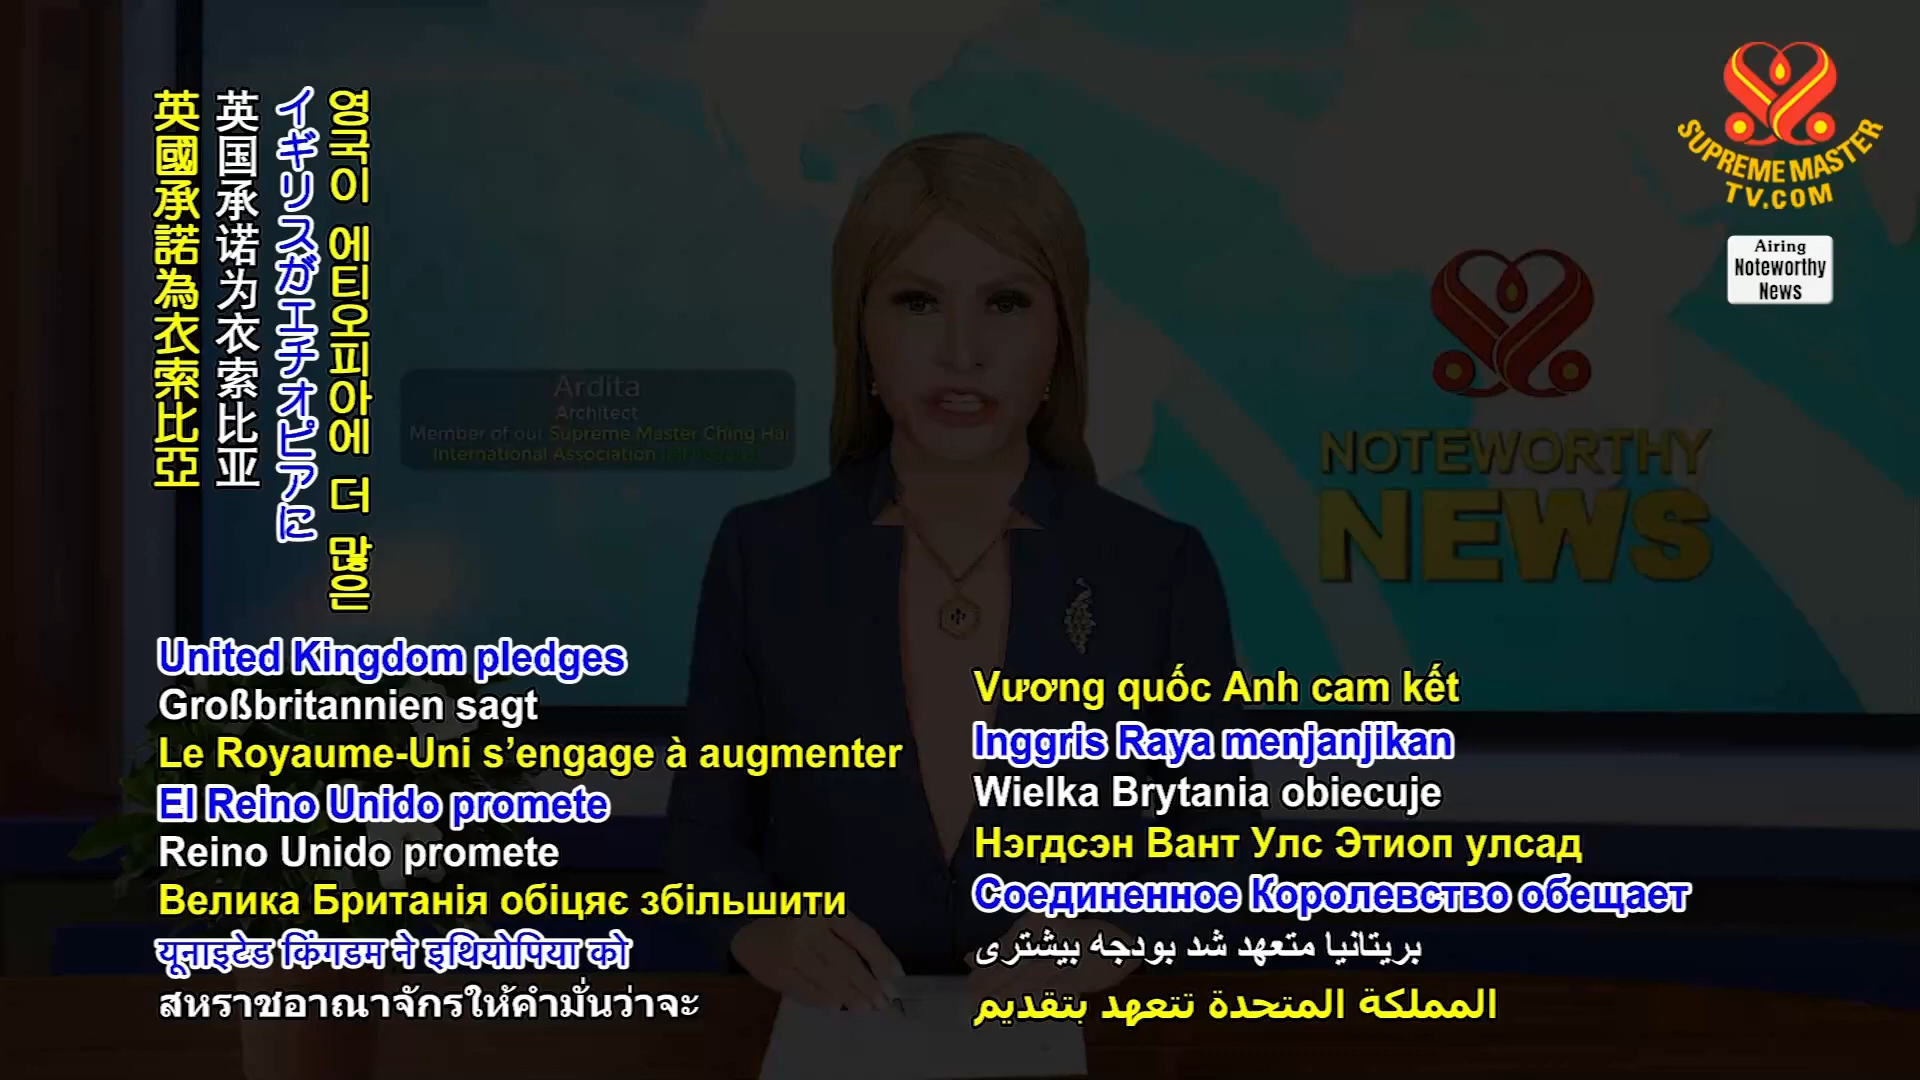 英國承諾為衣索比亞
英国承诺为衣索比亚
イギリスがエチオピアに
영국이 에티오피아에 더 많은
SUPREME MASTER
TV.COM
Airing
Noteworthy
News
Ardita
Architect
Member of our Supreme Master Ching Hai
International Association
NOTEWORTHY
NEWS
United Kingdom pledges
Großbritannien sagt
Le Royaume-Uni s’engage à augmenter
El Reino Unido promete
Reino Unido promete
Велика Британія обіцяє збільшити
यूनाइटेड किंगडम ने इथियोपिया को
สหราชอาณาจักรให้คำมั่นว่าจะ
Vương quốc Anh cam kết
Inggris Raya menjanjikan
Wielka Brytania obiecuje
Нэгдсэн Вант Улс Этиоп улсад
Соединенное Королевство обещает
بریتانیا متعهد شد بودجه بیشتری
المملكة المتحدة تتعهد بتقديم